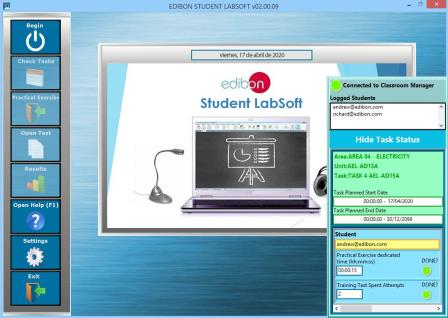 EDIBON STUDENT LABSOFT v02.00.09
Begin
Check Tasks
Practical Exercise
Open Test
Results
Open Help (F1)
Settings
Exit
viernes, 17 de abril de 2020
edibon
Student LabSoft
Connected to Classroom Manager
Logged Students
andrew@edibon.com
richard@edibon.com
Hide Task Status
Area:AREA 04 - ELECTRICITY
Unit:AEL-AD15A
Task:TASK 4 AEL-AD15A
Task Planned Start Date
00:00:00 - 17/04/2020
Task Planned End Date
00:00:00 - 30/12/2099
Student
andrew@edibon.com
Practical Exercise dedicated
time (hh:mm:ss)
DONE?
00:00:15
Training Test Spent Attempts
DONE?
2